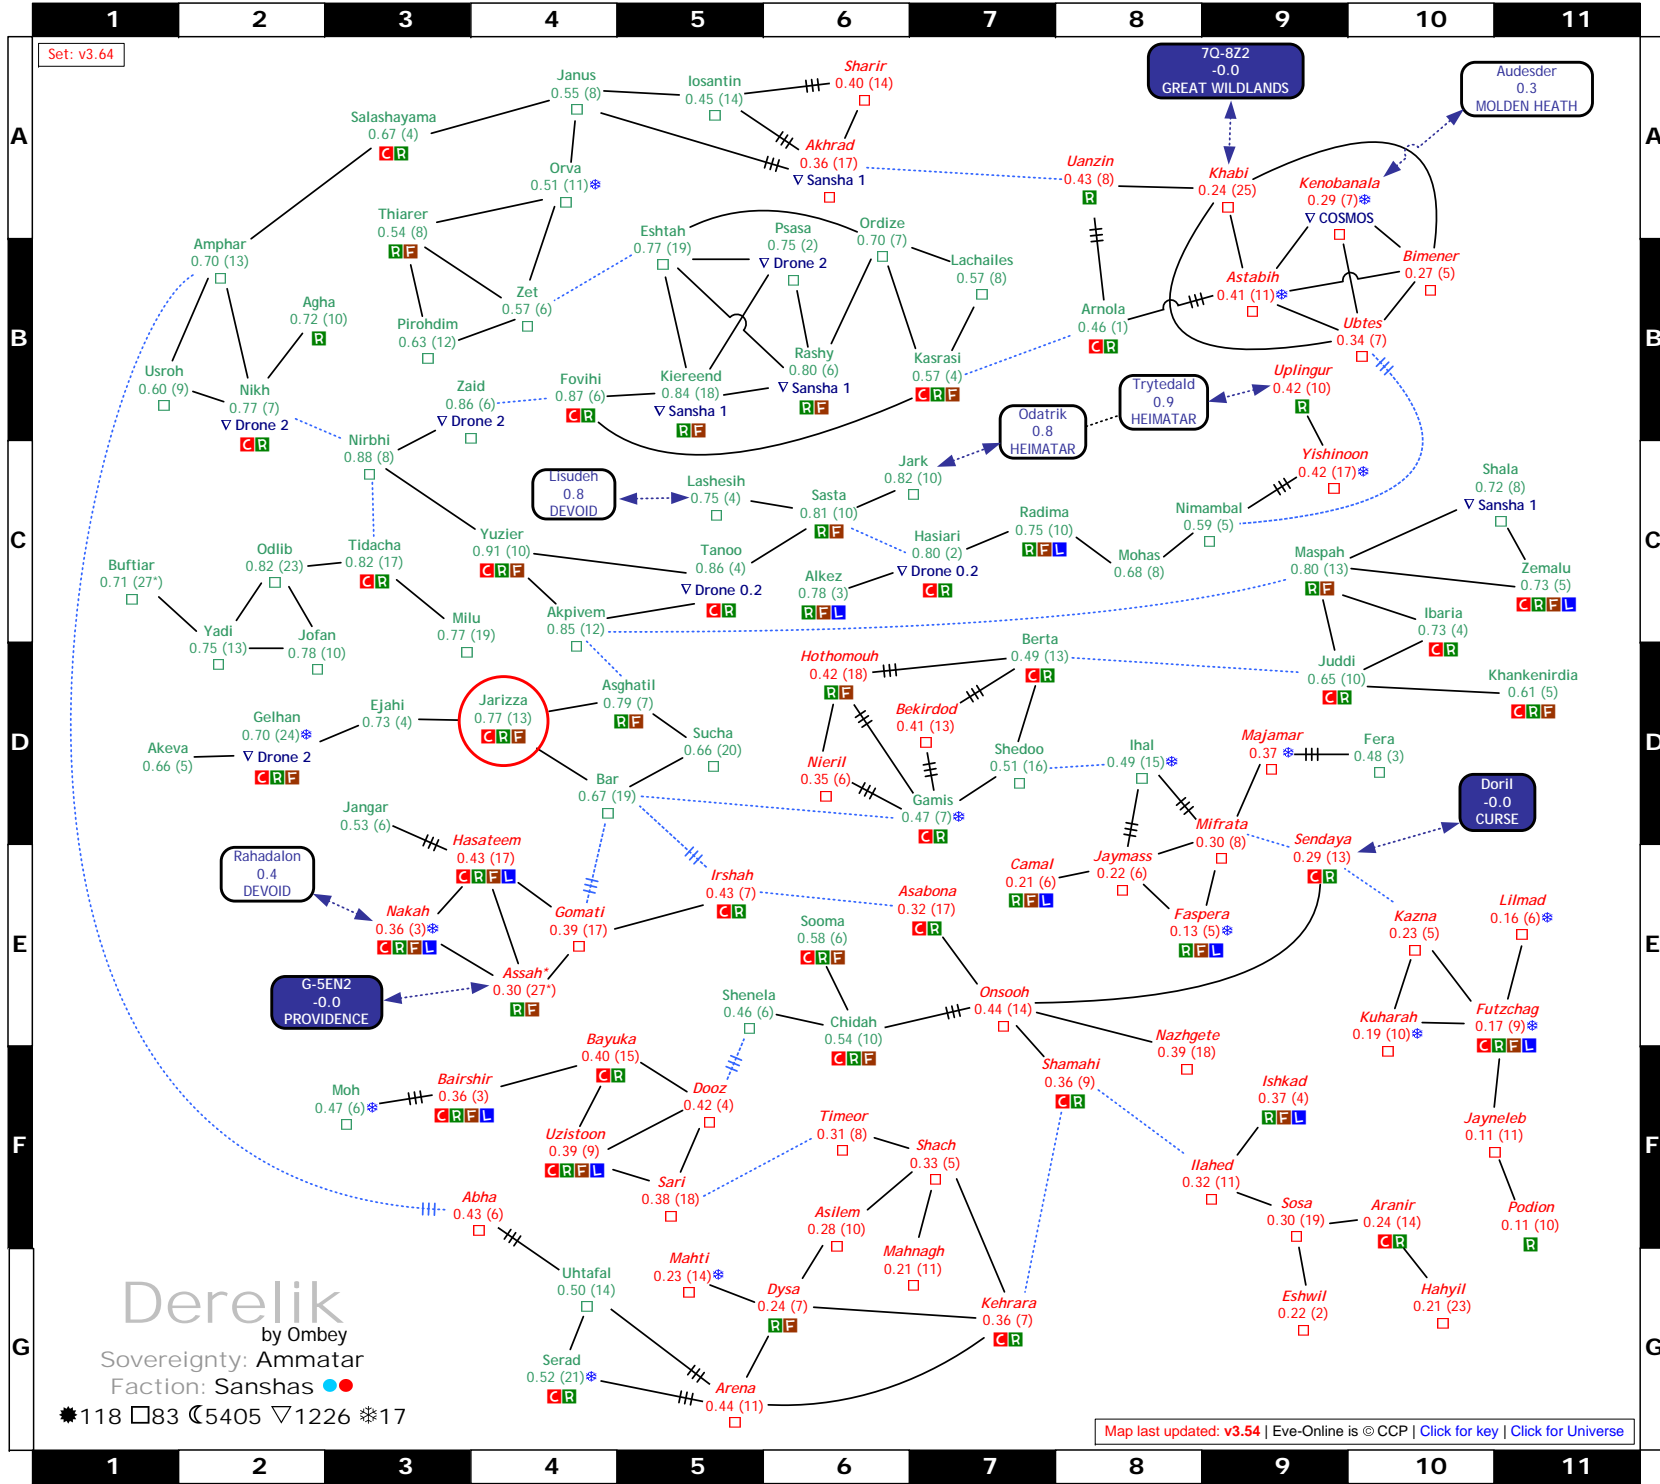 1 2 3 4 5 6 7 8 9 10 11
Set: v3.64
A
A
Janus
0.55 (8)
Iosantin
0.45 (14)
Sharir
0.40 (14)
7Q-8Z2
-0.0
GREAT WILDLANDS
Audesder
0.3
MOLDEN HEATH
Salashayama
0.67 (4)
C R
Akhrad
0.36 (17)
▽ Sansha 1
Orva
0.51 (11)❄
Uanzin
0.43 (8)
R
Khabi
0.24 (25)
Kenobanala
0.29 (7)❄
▽ COSMOS
Thiarer
0.54 (8)
R F
B
B
Amphar
0.70 (13)
Eshtah
0.77 (19)
Psasa
0.75 (2)
▽ Drone 2
Ordize
0.70 (7)
Lachailes
0.57 (8)
Bimener
0.27 (5)
Astabih
0.41 (11)❄
Agha
0.72 (10)
R
Zet
0.57 (6)
Pirohdim
0.63 (12)
Arnola
0.46 (1)
C R
Ubtes
0.34 (7)
Usroh
0.60 (9)
Nikh
0.77 (7)
▽ Drone 2
C R
Zaid
0.86 (6)
▽ Drone 2
Fovihi
0.87 (6)
C R
Kiereend
0.84 (18)
▽ Sansha 1
R F
Rashy
0.80 (6)
▽ Sansha 1
R F
Kasrasi
0.57 (4)
C R F
Trytedald
0.9
HEIMATAR
Uplingur
0.42 (10)
R
Odatrik
0.8
HEIMATAR
C
C
Nirbhi
0.88 (8)
Lisudeh
0.8
DEVOID
Lashesih
0.75 (4)
Jark
0.82 (10)
Yishinoon
0.42 (17)❄
Shala
0.72 (8)
▽ Sansha 1
Sasta
0.81 (10)
R F
Radima
0.75 (10)
R F L
Nimambal
0.59 (5)
Buftiar
0.71 (27*)
Odlib
0.82 (23)
Tidacha
0.82 (17)
C R
Yuzier
0.91 (10)
C R F
Tanoo
0.86 (4)
▽ Drone 0.2
C R
Hasiari
0.80 (2)
▽ Drone 0.2
C R
Alkez
0.78 (3)
R F L
Mohas
0.68 (8)
Maspah
0.80 (13)
R F
Zemalu
0.73 (5)
C R F L
Yadi
0.75 (13)
Jofan
0.78 (10)
Milu
0.77 (19)
Akpivem
0.85 (12)
Ibaria
0.73 (4)
C R
D
D
Hothomouh
0.42 (18)
R F
Berta
0.49 (13)
C R
Juddi
0.65 (10)
C R
Khankenirdia
0.61 (5)
C R F
Akeva
0.66 (5)
Gelhan
0.70 (24)❄
▽ Drone 2
C R F
Ejahi
0.73 (4)
Jarizza
0.77 (13)
C R F
Asghatil
0.79 (7)
R F
Sucha
0.66 (20)
Bekirdod
0.41 (13)
Shedoo
0.51 (16)
Ihal
0.49 (15)❄
Majamar
0.37 ❄
Fera
0.48 (3)
Bar
0.67 (19)
Nieril
0.35 (6)
Gamis
0.47 (7)❄
C R
Doril
-0.0
CURSE
Jangar
0.53 (6)
Mifrata
0.30 (8)
Sendaya
0.29 (13)
C R
E
E
Rahadalon
0.4
DEVOID
Hasateem
0.43 (17)
C R F L
Irshah
0.43 (7)
C R
Asabona
0.32 (17)
C R
Camal
0.21 (6)
R F L
Jaymass
0.22 (6)
Faspera
0.13 (5)❄
R F L
Kazna
0.23 (5)
Lilmad
0.16 (6)❄
Nakah
0.36 (3)❄
C R F L
Gomati
0.39 (17)
Sooma
0.58 (6)
C R F
G-5EN2
-0.0
PROVIDENCE
Assah*
0.30 (27*)
R F
Shenela
0.46 (6)
Chidah
0.54 (10)
C R F
Onsooh
0.44 (14)
Nazhgete
0.39 (18)
Kuharah
0.19 (10)❄
Futzchag
0.17 (9)❄
C R F L
F
F
Bayuka
0.40 (15)
C R
Moh
0.47 (6)❄
Bairshir
0.36 (3)
C R F L
Dooz
0.42 (4)
Shamahi
0.36 (9)
C R
Ishkad
0.37 (4)
R F L
Uzistoon
0.39 (9)
C R F L
Timeor
0.31 (8)
Shach
0.33 (5)
Jayneleb
0.11 (11)
Sari
0.38 (18)
Ilahed
0.32 (11)
Abha
0.43 (6)
Asilem
0.28 (10)
Sosa
0.30 (19)
Aranir
0.24 (14)
C R
Podion
0.11 (10)
R
G
G
Mahti
0.23 (14)❄
Mahnagh
0.21 (11)
Uhtafal
0.50 (14)
Dysa
0.24 (7)
R F
Kehrara
0.36 (7)
C R
Eshwil
0.22 (2)
Hahyil
0.21 (23)
Serad
0.52 (21)❄
C R
Arena
0.44 (11)
Derelik
by Ombey
Sovereignty: Ammatar
Faction: Sanshas
118 5405 1226 17 83
Map last updated: v3.54 | Eve-Online is © CCP | Click for key | Click for Universe
1 2 3 4 5 6 7 8 9 10 11